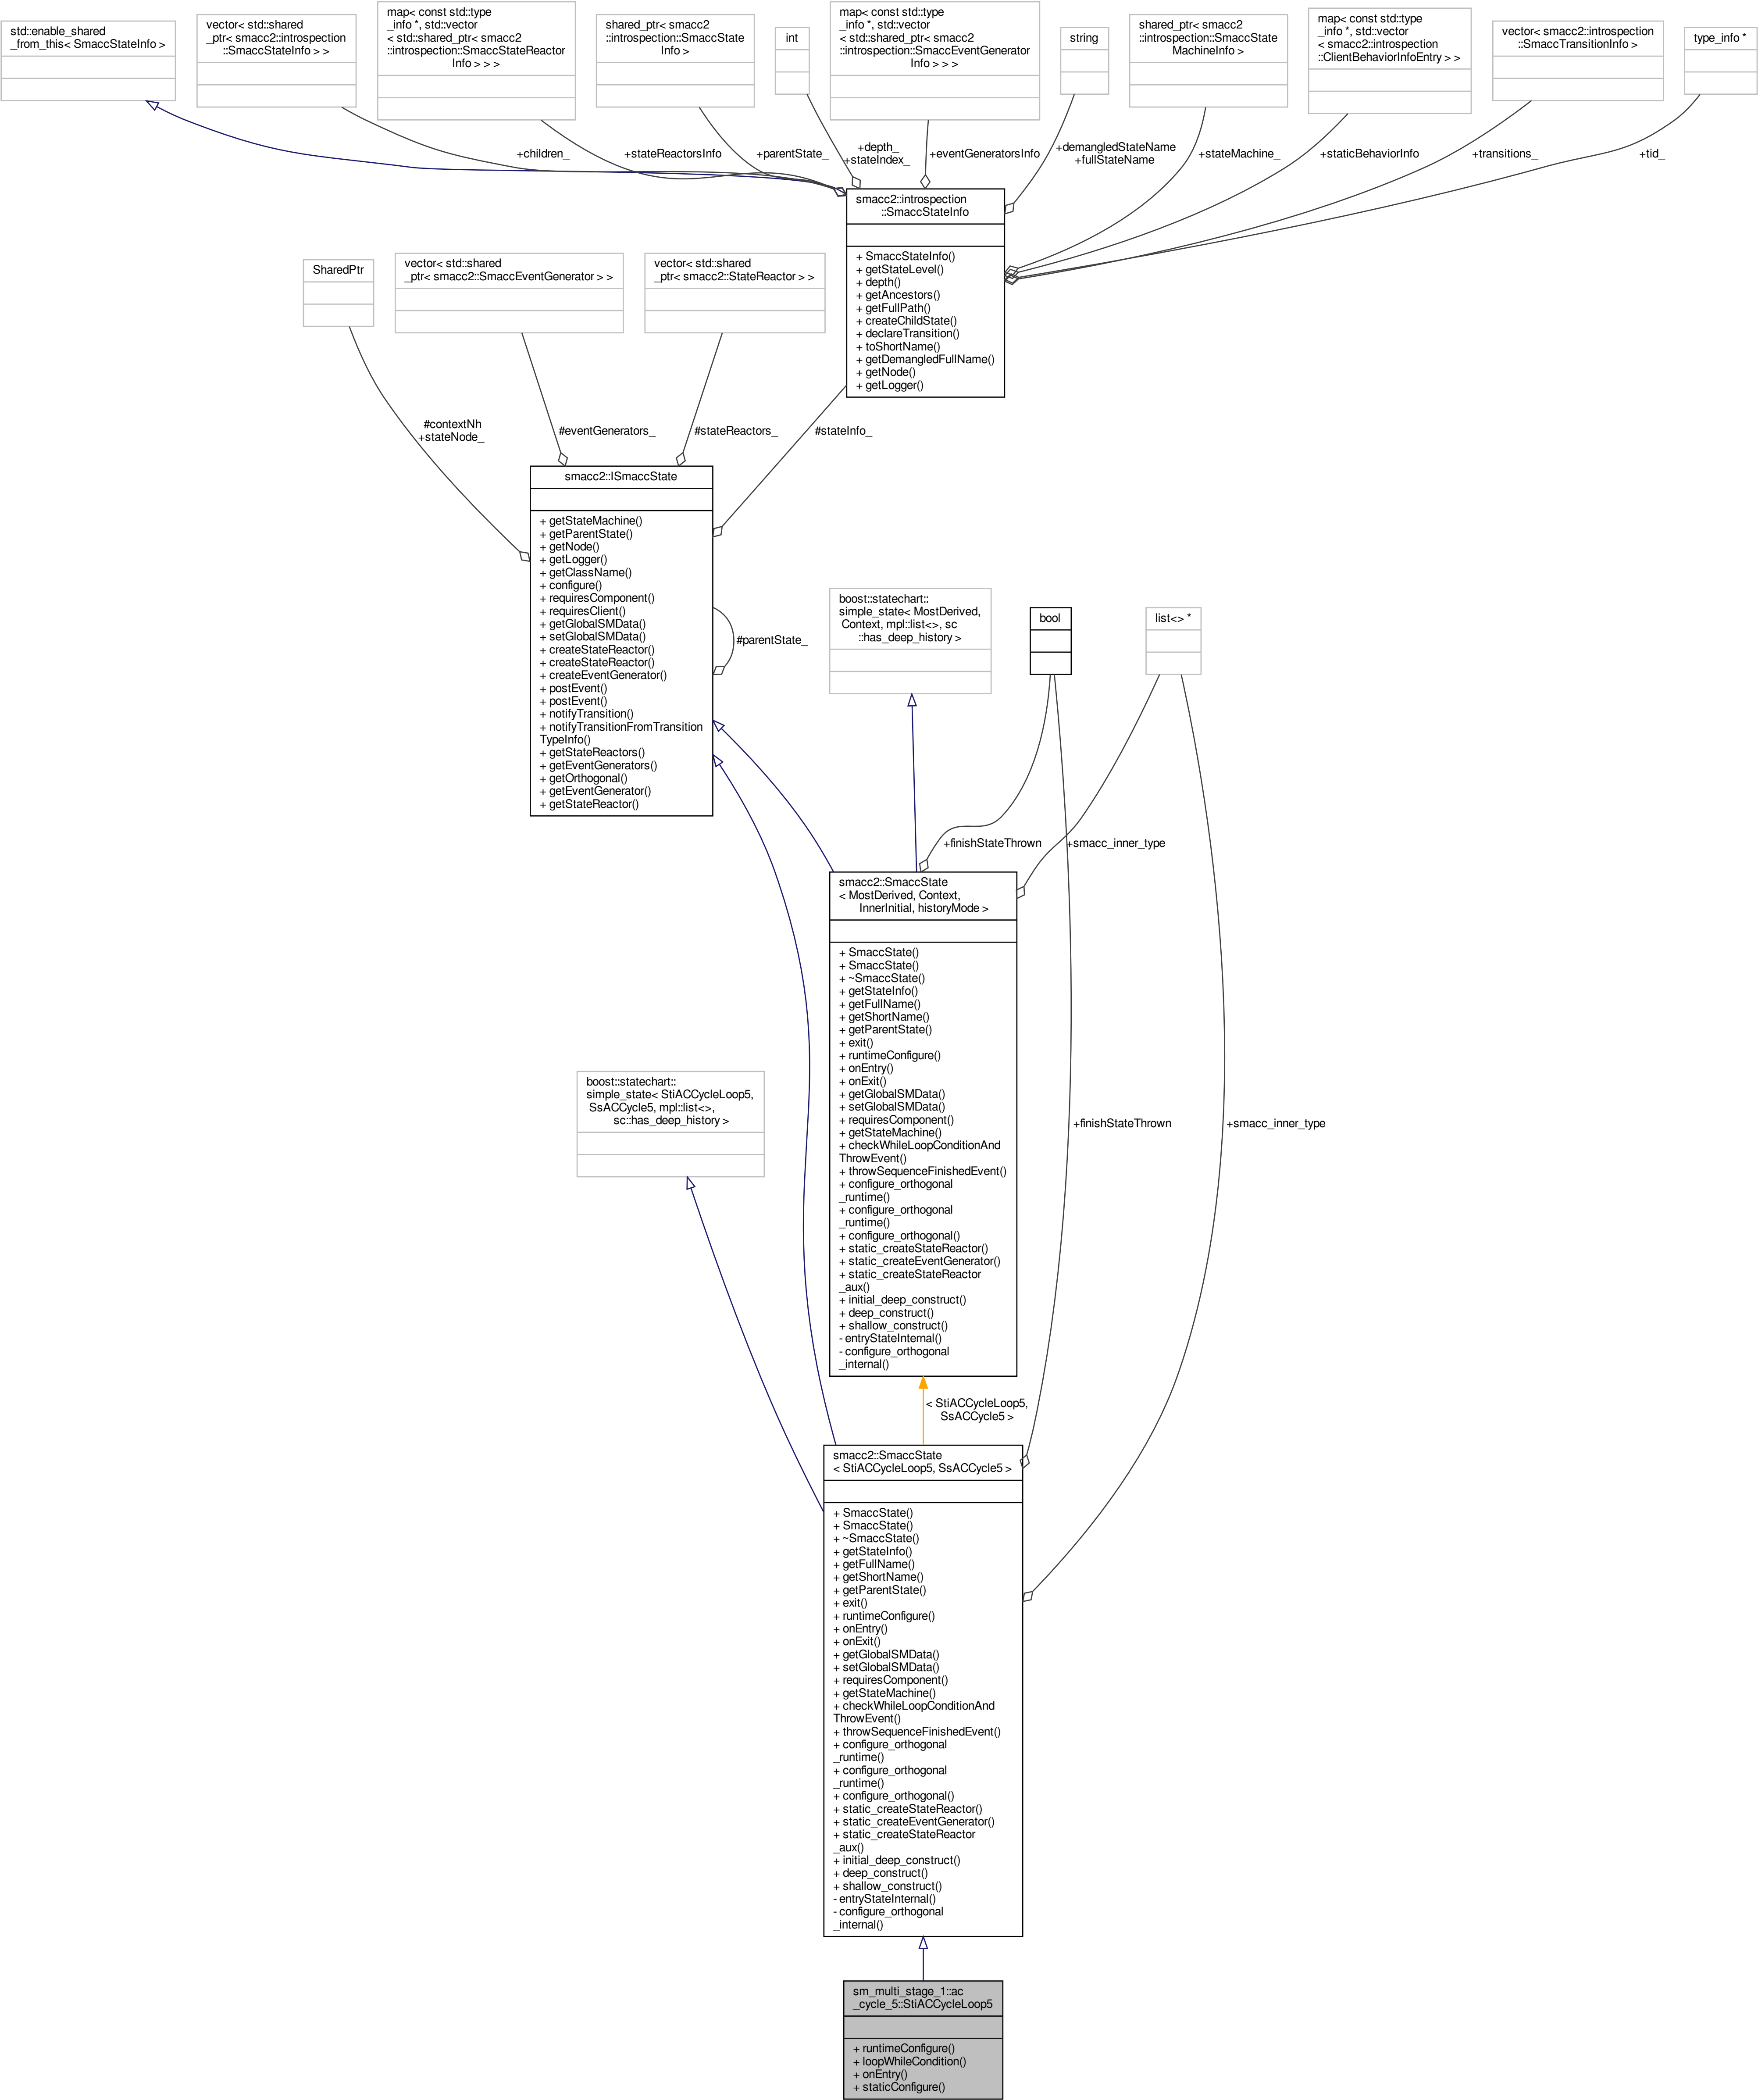 std::enable_shared
_from_this< SmaccStateInfo >
vector< std::shared
_ptr< smacc2::introspection
::SmaccStateInfo > >
map< const std::type
_info *, std::vector
< std::shared_ptr< smacc2
::introspection::SmaccStateReactor
Info > > >
shared_ptr< smacc2
::introspection::SmaccState
Info >
int
map< const std::type
_info *, std::vector
< std::shared_ptr< smacc2
::introspection::SmaccEventGenerator
Info > > >
string
shared_ptr< smacc2
::introspection::SmaccState
MachineInfo >
map< const std::type
_info *, std::vector
< smacc2::introspection
::ClientBehaviorInfoEntry > >
vector< smacc2::introspection
::SmaccTransitionInfo >
type_info *
+children_
+stateReactorsInfo
+parentState_
+depth_
+stateIndex_
+eventGeneratorsInfo
+demangledStateName
+fullStateName
+stateMachine_
+staticBehaviorInfo
+transitions_
+tid_
smacc2::introspection
::SmaccStateInfo
+ SmaccStateInfo()
+ getStateLevel()
+ depth()
+ getAncestors()
+ getFullPath()
+ createChildState()
+ declareTransition()
+ toShortName()
+ getDemangledFullName()
+ getNode()
+ getLogger()
SharedPtr
vector< std::shared
_ptr< smacc2::SmaccEventGenerator > >
vector< std::shared
_ptr< smacc2::StateReactor > >
#contextNh
+stateNode_
#eventGenerators_
#stateReactors_
#stateInfo_
smacc2::ISmaccState
+ getStateMachine()
+ getParentState()
+ getNode()
+ getLogger()
+ getClassName()
+ configure()
+ requiresComponent()
+ requiresClient()
+ getGlobalSMData()
+ setGlobalSMData()
+ createStateReactor()
+ createStateReactor()
+ createEventGenerator()
+ postEvent()
+ postEvent()
+ notifyTransition()
+ notifyTransitionFromTransition
TypeInfo()
+ getStateReactors()
+ getEventGenerators()
+ getOrthogonal()
+ getEventGenerator()
+ getStateReactor()
#parentState_
boost::statechart::
simple_state< MostDerived,
Context, mpl::list<>, sc
::has_deep_history >
bool
list<> *
+finishStateThrown
+smacc_inner_type
smacc2::SmaccState
< MostDerived, Context,
InnerInitial, historyMode >
+ SmaccState()
+ SmaccState()
+ ~SmaccState()
+ getStateInfo()
+ getFullName()
+ getShortName()
+ getParentState()
+ exit()
+ runtimeConfigure()
+ onEntry()
+ onExit()
+ getGlobalSMData()
+ setGlobalSMData()
+ requiresComponent()
+ getStateMachine()
+ checkWhileLoopConditionAnd
ThrowEvent()
+ throwSequenceFinishedEvent()
+ configure_orthogonal
_runtime()
+ configure_orthogonal
_runtime()
+ configure_orthogonal()
+ static_createStateReactor()
+ static_createEventGenerator()
+ static_createStateReactor
_aux()
+ initial_deep_construct()
+ deep_construct()
+ shallow_construct()
- entryStateInternal()
- configure_orthogonal
_internal()
boost::statechart::
simple_state< StiACCycleLoop5,
SsACCycle5, mpl::list<>,
sc::has_deep_history >
+finishStateThrown
+smacc_inner_type
< StiACCycleLoop5,
SsACCycle5 >
smacc2::SmaccState
< StiACCycleLoop5, SsACCycle5 >
+ SmaccState()
+ SmaccState()
+ ~SmaccState()
+ getStateInfo()
+ getFullName()
+ getShortName()
+ getParentState()
+ exit()
+ runtimeConfigure()
+ onEntry()
+ onExit()
+ getGlobalSMData()
+ setGlobalSMData()
+ requiresComponent()
+ getStateMachine()
+ checkWhileLoopConditionAnd
ThrowEvent()
+ throwSequenceFinishedEvent()
+ configure_orthogonal
_runtime()
+ configure_orthogonal
_runtime()
+ configure_orthogonal()
+ static_createStateReactor()
+ static_createEventGenerator()
+ static_createStateReactor
_aux()
+ initial_deep_construct()
+ deep_construct()
+ shallow_construct()
- entryStateInternal()
- configure_orthogonal
_internal()
sm_multi_stage_1::ac
_cycle_5::StiACCycleLoop5
+ runtimeConfigure()
+ loopWhileCondition()
+ onEntry()
+ staticConfigure()